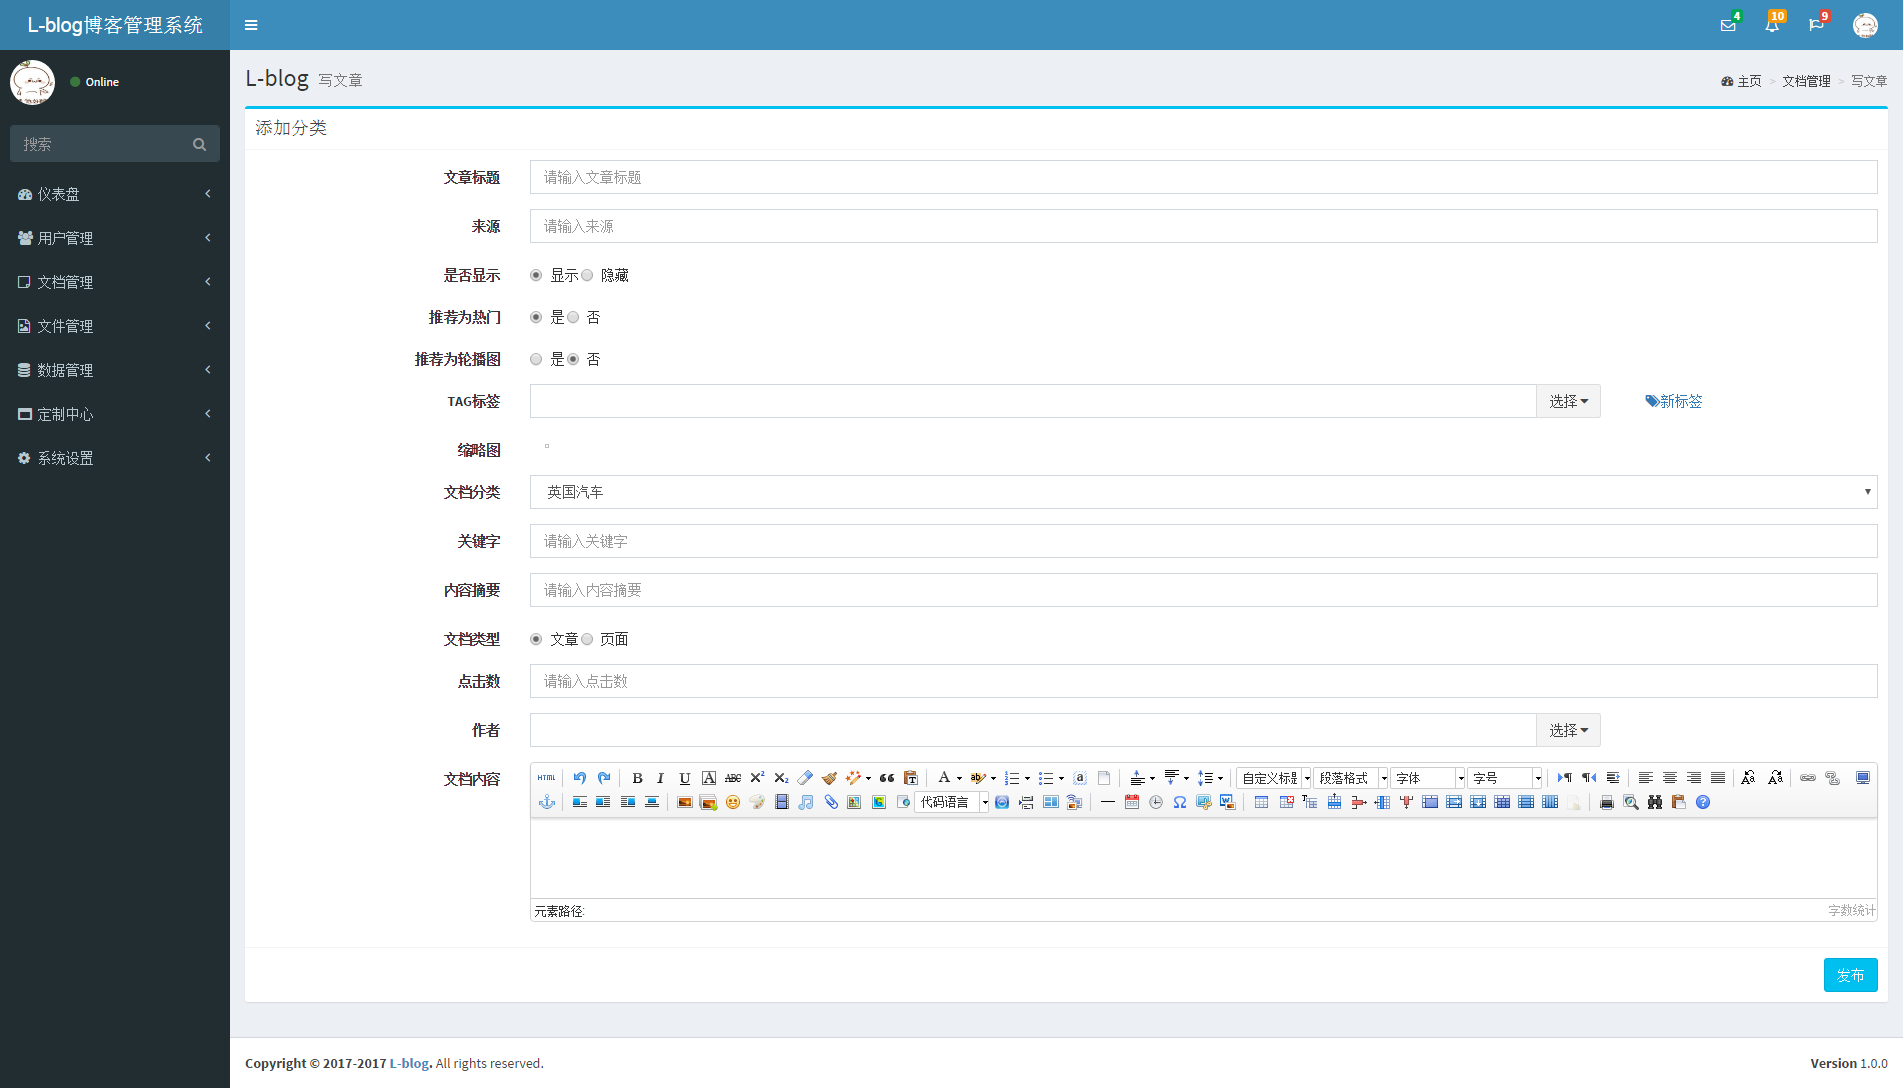 L-blog博客管理系统
4
10
9
Online
搜索
仪表盘
用户管理
文档管理
文件管理
数据管理
定制中心
系统设置
L-blog 写文章
主页 > 文档管理 > 写文章
添加分类
文章标题 请输入文章标题
来源 请输入来源
是否显示 显示 隐藏
推荐为热门 是 否
推荐为轮播图 是 否
TAG标签 选择 新标签
缩略图
文档分类 英国汽车
关键字 请输入关键字
内容摘要 请输入内容摘要
文档类型 文章 页面
点击数 请输入点击数
作者 选择
文档内容
HTML B I U A ABC X² X₂ A ab a 自定义标题 段落格式 字体 字号
代码语言
元素路径: 字数统计
发布
Copyright © 2017-2017 L-blog. All rights reserved. Version 1.0.0